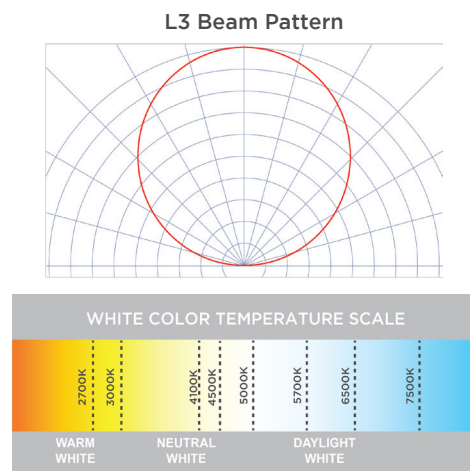 L3 Beam Pattern
WHITE COLOR TEMPERATURE SCALE
2700K
3000K
4100K
4500K
5000K
5700K
6500K
7500K
WARM
WHITE
NEUTRAL
WHITE
DAYLIGHT
WHITE